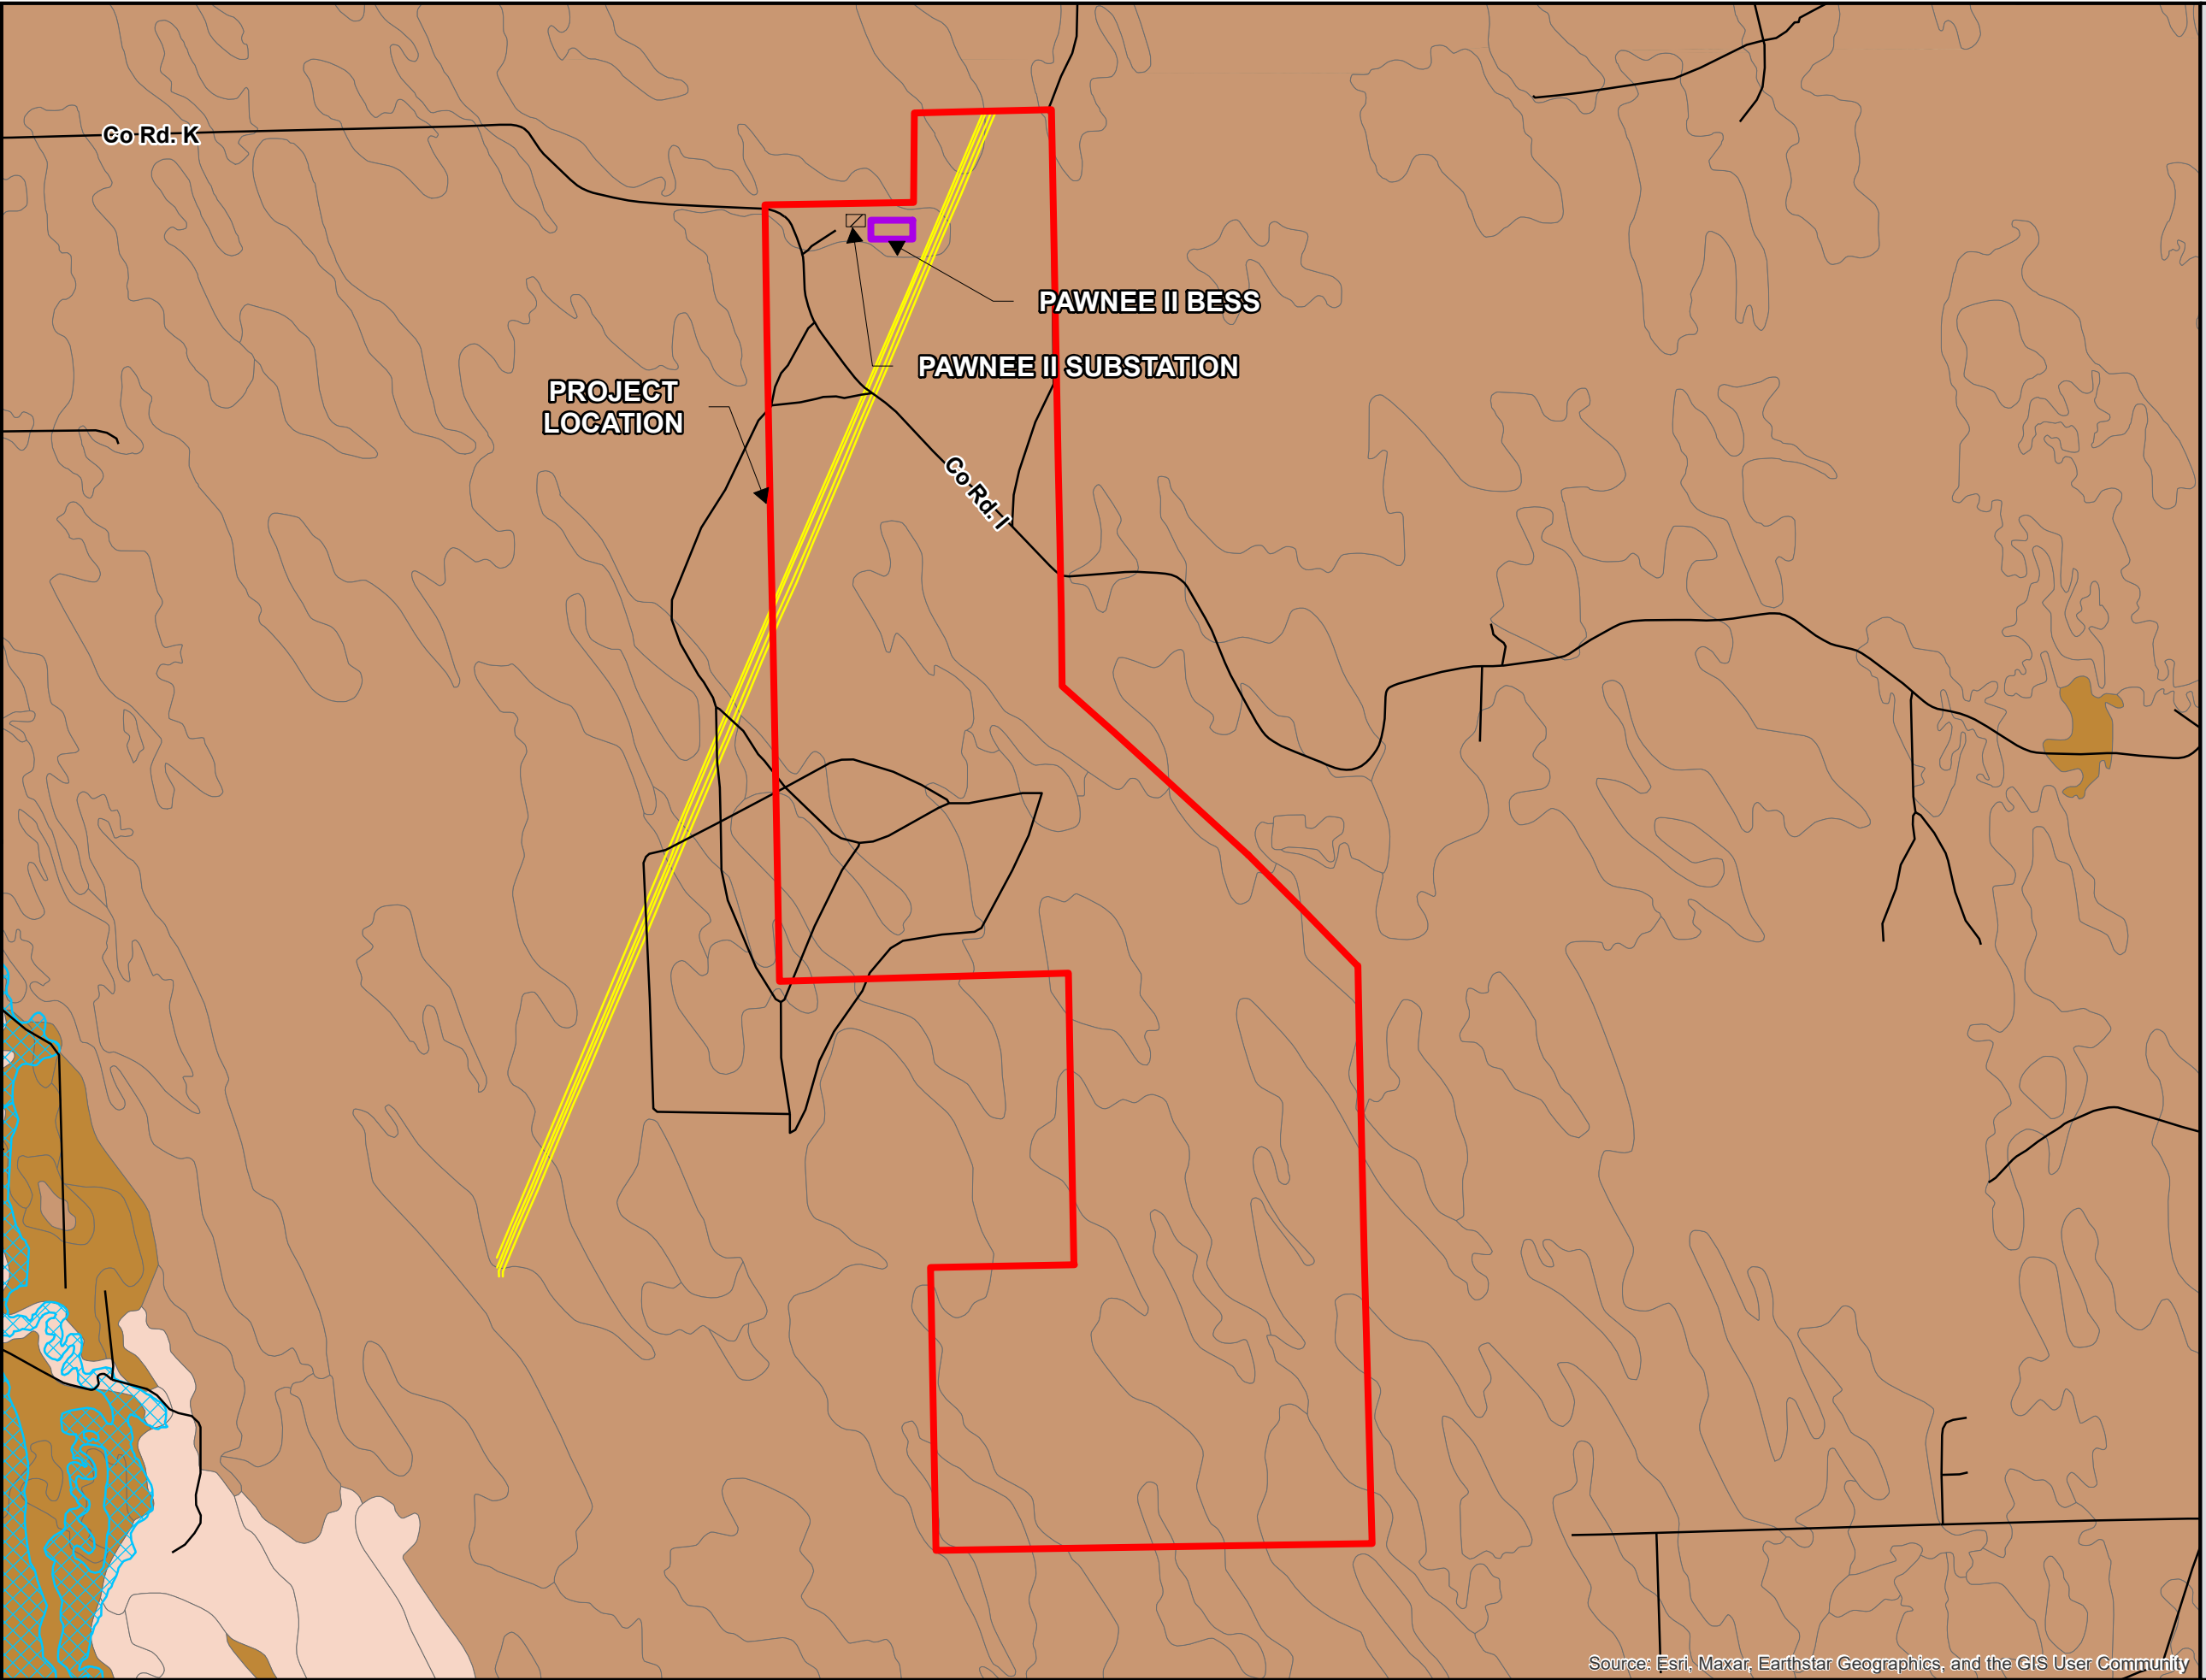 Co Rd. K
PAWNEE II BESS
PAWNEE II SUBSTATION
PROJECT
LOCATION
Co Rd. I
Source: Esri, Maxar, Earthstar Geographics, and the GIS User Community